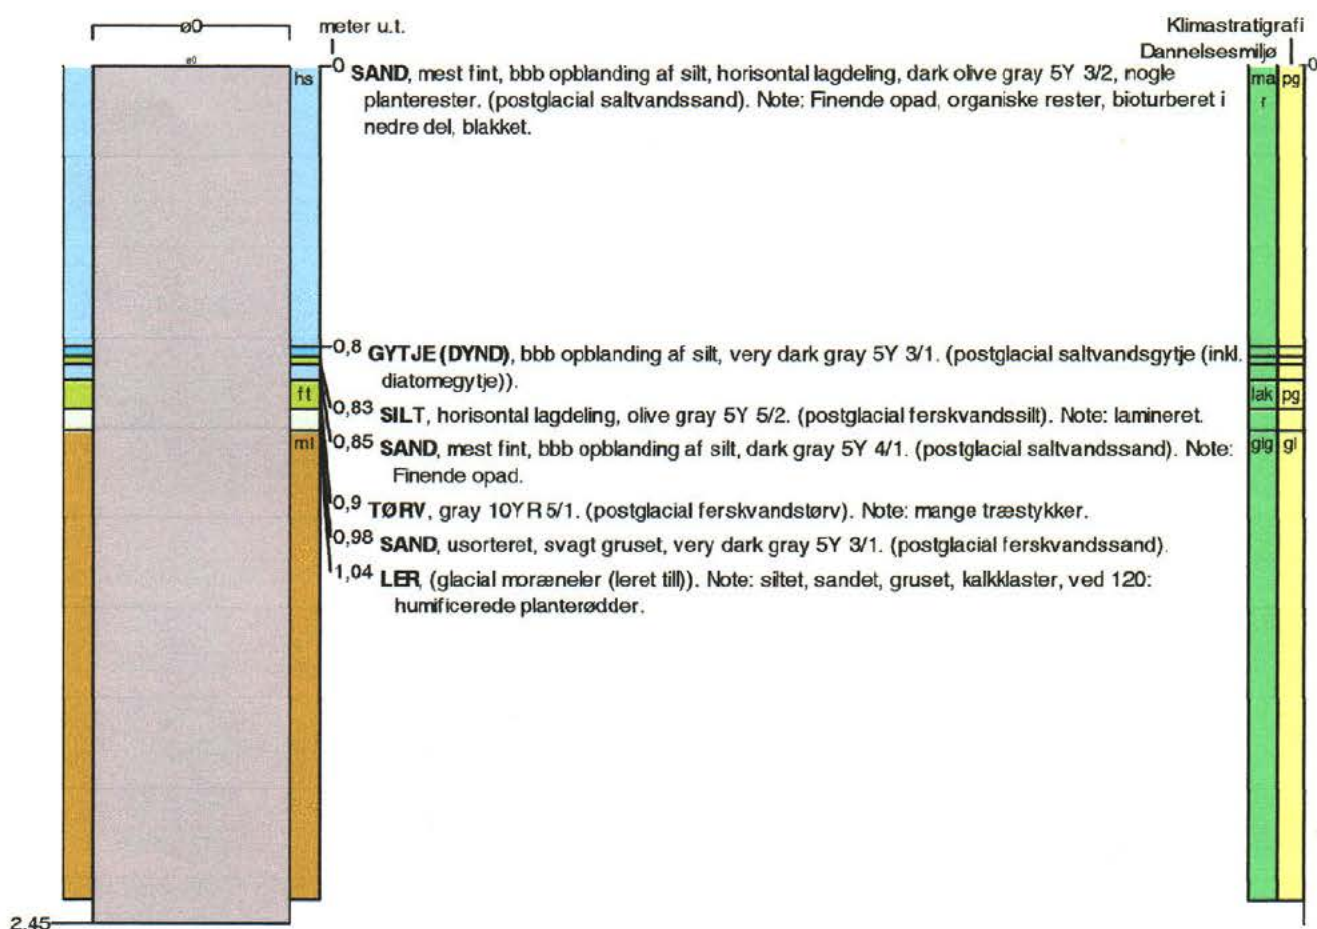 ø0
meter u.t.
Klimastratigrafi
Dannelsesmiljø
ø0
0
0
hs
ma
r
pg
SAND, mest fint, bbb opblanding af silt, horisontal lagdeling, dark olive gray 5Y 3/2, nogle
planterester. (postglacial saltvandssand). Note: Finende opad, organiske rester, bioturberet i
nedre del, blakket.
0,8
GYTJE (DYND), bbb opblanding af silt, very dark gray 5Y 3/1. (postglacial saltvandsgytje (inkl.
diatomegytje)).
ft
lak
pg
0,83
SILT, horisontal lagdeling, olive gray 5Y 5/2. (postglacial ferskvandssilt). Note: lamineret.
ml
glg
gl
0,85
SAND, mest fint, bbb opblanding af silt, dark gray 5Y 4/1. (postglacial saltvandssand). Note:
Finende opad.
0,9
TØRV, gray 10YR 5/1. (postglacial ferskvandstørv). Note: mange træstykker.
0,98
SAND, usorteret, svagt gruset, very dark gray 5Y 3/1. (postglacial ferskvandssand).
1,04
LER, (glacial moræneler (leret till)). Note: siltet, sandet, gruset, kalkklaster, ved 120:
humificerede planterødder.
2,45